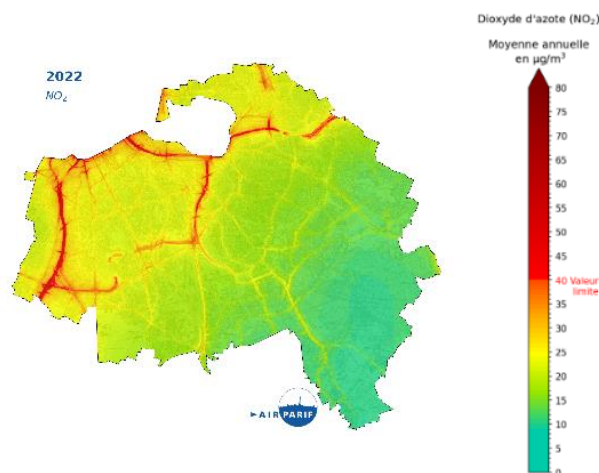 Dioxyde d'azote (NO₂)
Moyenne annuelle
en µg/m³
2022
NO₂
80
75
70
65
60
55
50
45
40 Valeur
limite
35
30
25
20
15
10
5
0
AIRPARIF